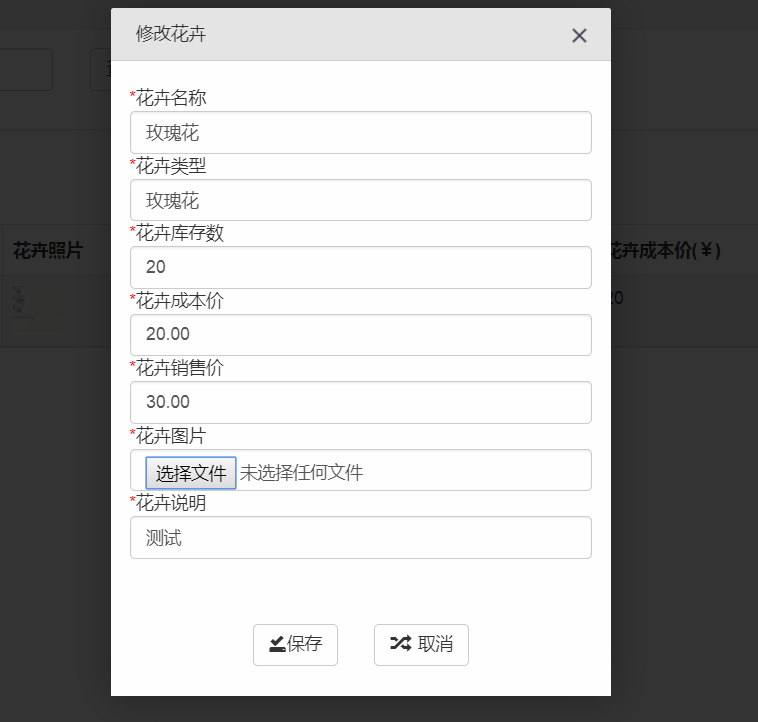 修改花卉
*花卉名称
玫瑰花
*花卉类型
玫瑰花
*花卉库存数
20
*花卉成本价
20.00
*花卉销售价
30.00
*花卉图片
选择文件 未选择任何文件
*花卉说明
测试
保存 取消
花卉照片
花卉成本价(¥)
20